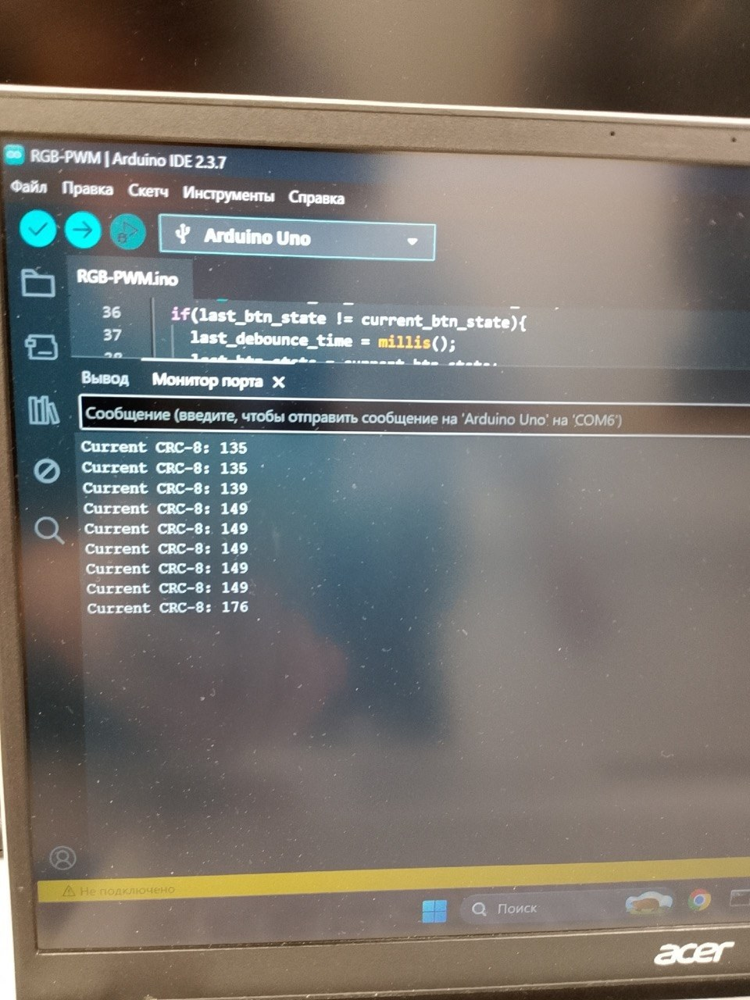 RGB-PWM | Arduino IDE 2.3.7
Файл Правка Скетч Инструменты Справка
Arduino Uno
RGB-PWM.ino
36 if(last_btn_state != current_btn_state){
37 last_debounce_time = millis();
Вывод Монитор порта
Сообщение (введите, чтобы отправить сообщение на 'Arduino Uno' на 'COM6')
Current CRC-8: 135
Current CRC-8: 135
Current CRC-8: 139
Current CRC-8: 149
Current CRC-8: 149
Current CRC-8: 149
Current CRC-8: 149
Current CRC-8: 149
Current CRC-8: 176
Не подключено
Поиск
acer